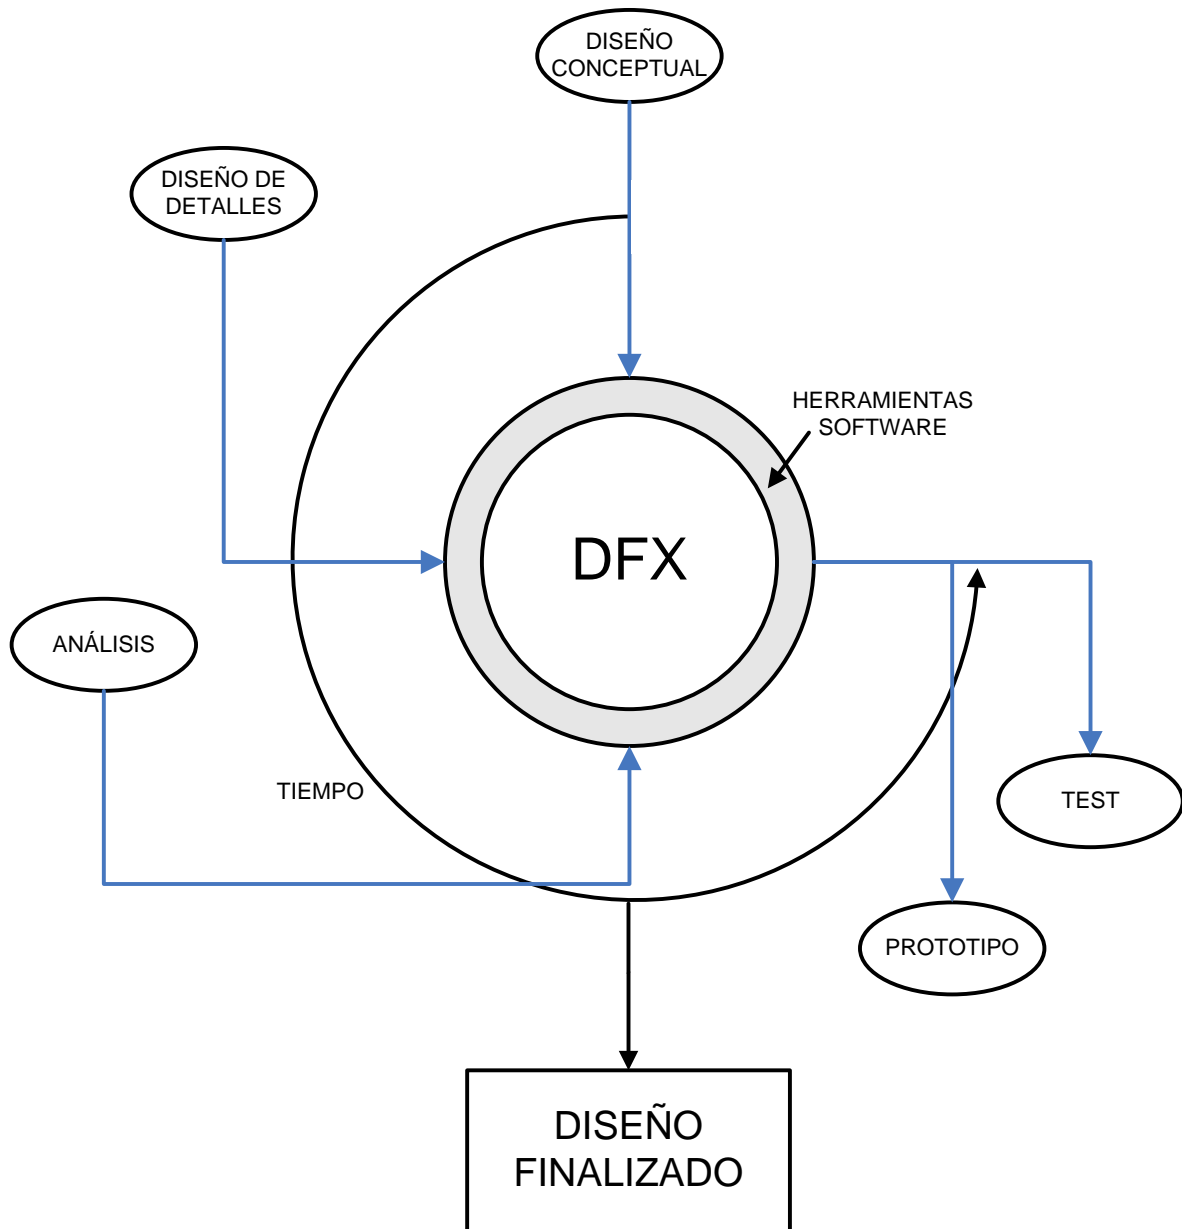 DISEÑO
CONCEPTUAL
DISEÑO DE
DETALLES
HERRAMIENTAS
SOFTWARE
DFX
ANÁLISIS
TIEMPO
TEST
PROTOTIPO
DISEÑO
FINALIZADO